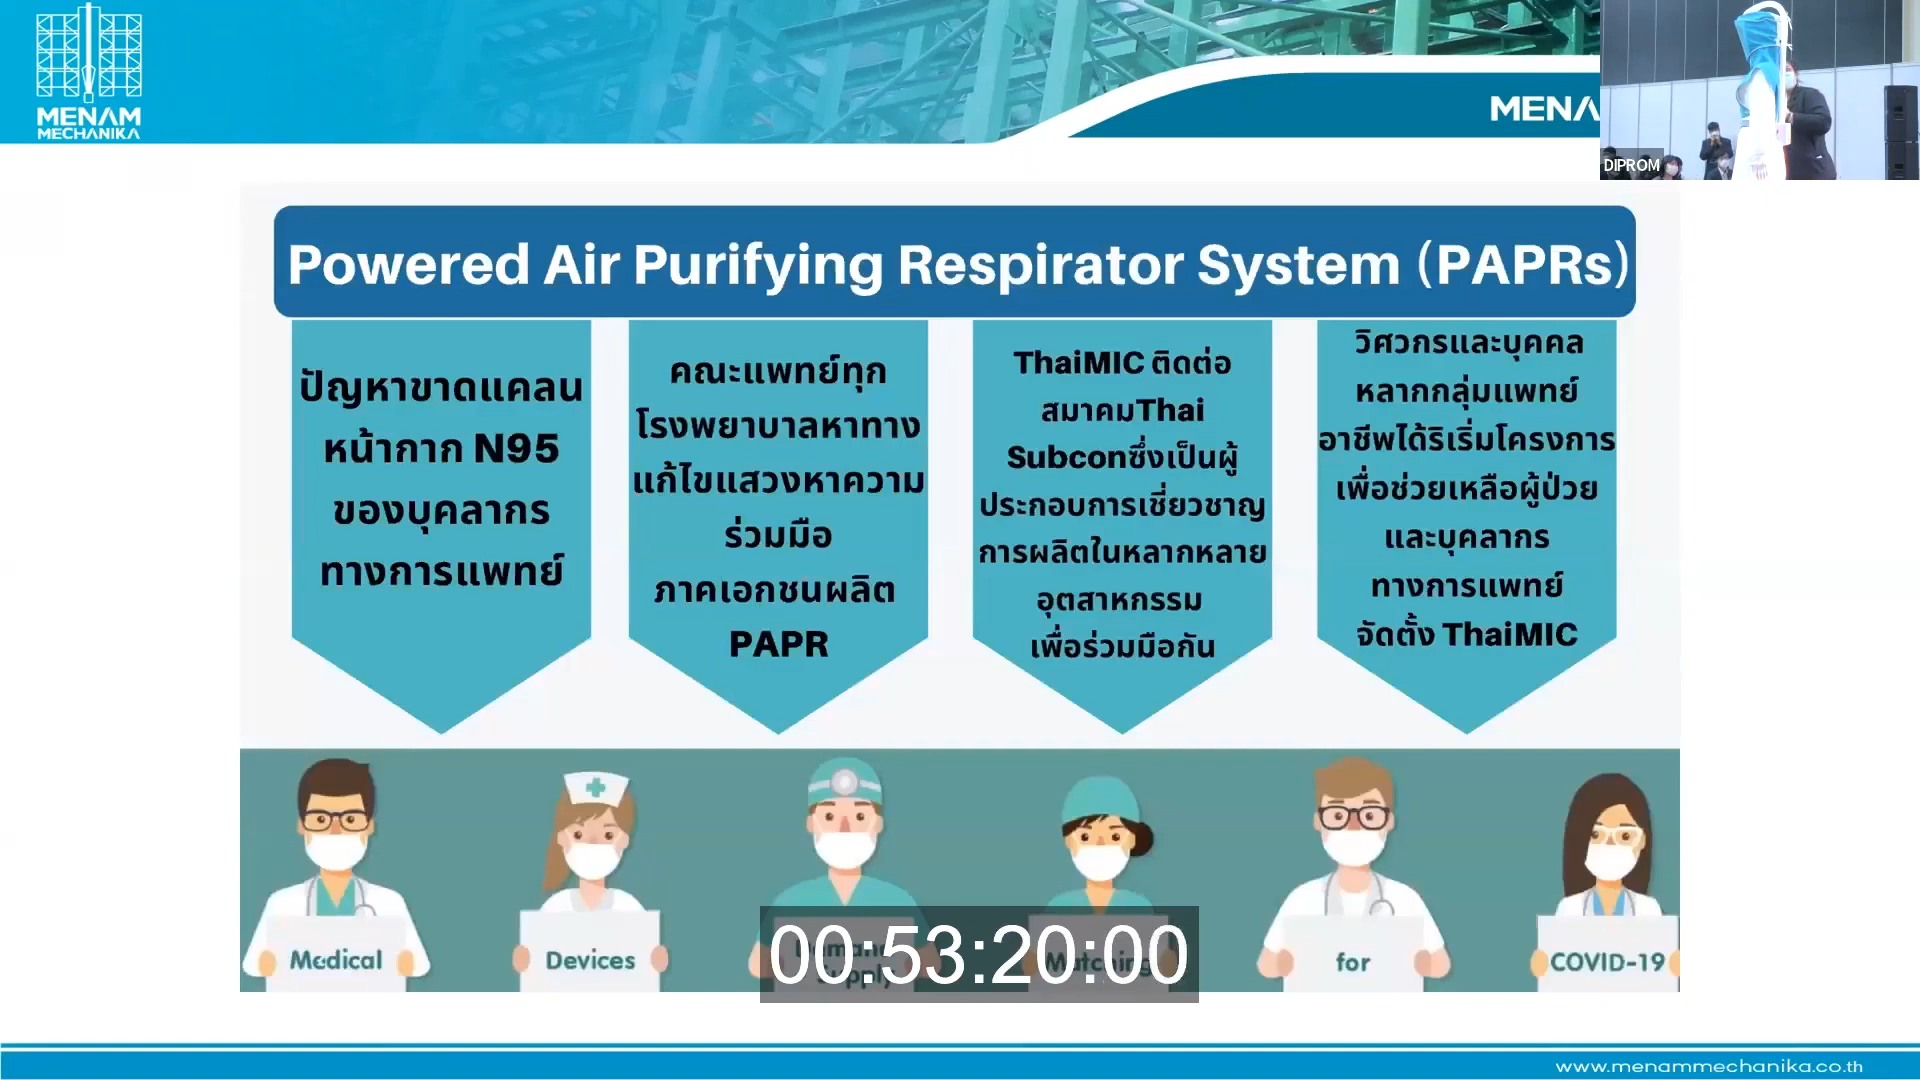 MENAM
MECHANIKA
MENA
DIPROM
Powered Air Purifying Respirator System (PAPRs)
ปัญหาขาดแคลน
หน้ากาก N95
ของบุคลากร
ทางการแพทย์
คณะแพทย์ทุก
โรงพยาบาลหาทาง
แก้ไขแสวงหาความ
ร่วมมือ
ภาคเอกชนผลิต
PAPR
ThaiMIC ติดต่อ
สมาคมThai
Subconซึ่งเป็นผู้
ประกอบการเชี่ยวชาญ
การผลิตในหลากหลาย
อุตสาหกรรม
เพื่อร่วมมือกัน
วิศวกรและบุคคล
หลากกลุ่มแพทย์
อาชีพได้ริเริ่มโครงการ
เพื่อช่วยเหลือผู้ป่วย
และบุคลากร
ทางการแพทย์
จัดตั้ง ThaiMIC
Medical
Devices
Demand
Supply
Matching
for
COVID-19
00:53:20:00
www.menammechanika.co.th